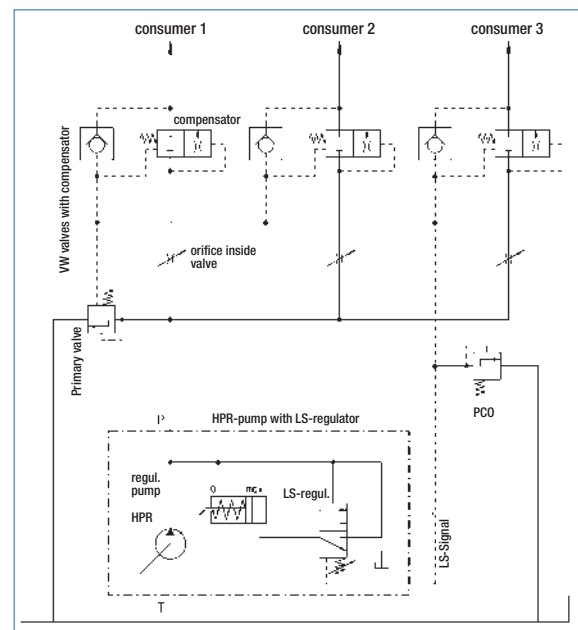 consumer 1
consumer 2
consumer 3
compensator
VW valves with compensator
orifice inside
valve
Primary valve
PCO
P
HPR-pump with LS-regulator
regul.
pump
HPR
LS-regul.
LS-Signal
T